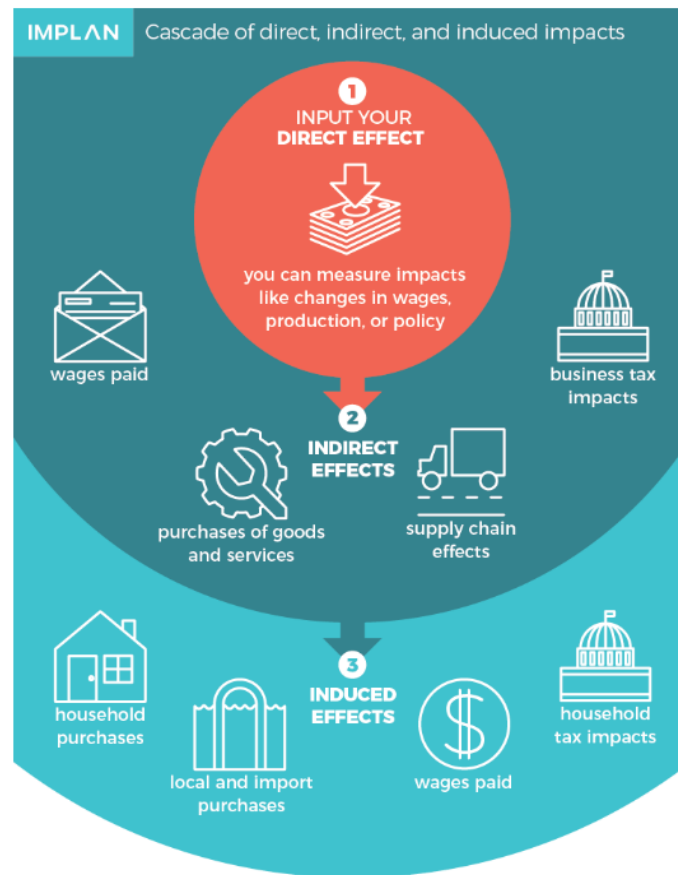 IMPLAN
Cascade of direct, indirect, and induced impacts
1
INPUT YOUR
DIRECT EFFECT
you can measure impacts
like changes in wages,
production, or policy
wages paid
business tax
impacts
2
INDIRECT
EFFECTS
purchases of goods
and services
supply chain
effects
3
INDUCED
EFFECTS
household
purchases
local and import
purchases
wages paid
household
tax impacts